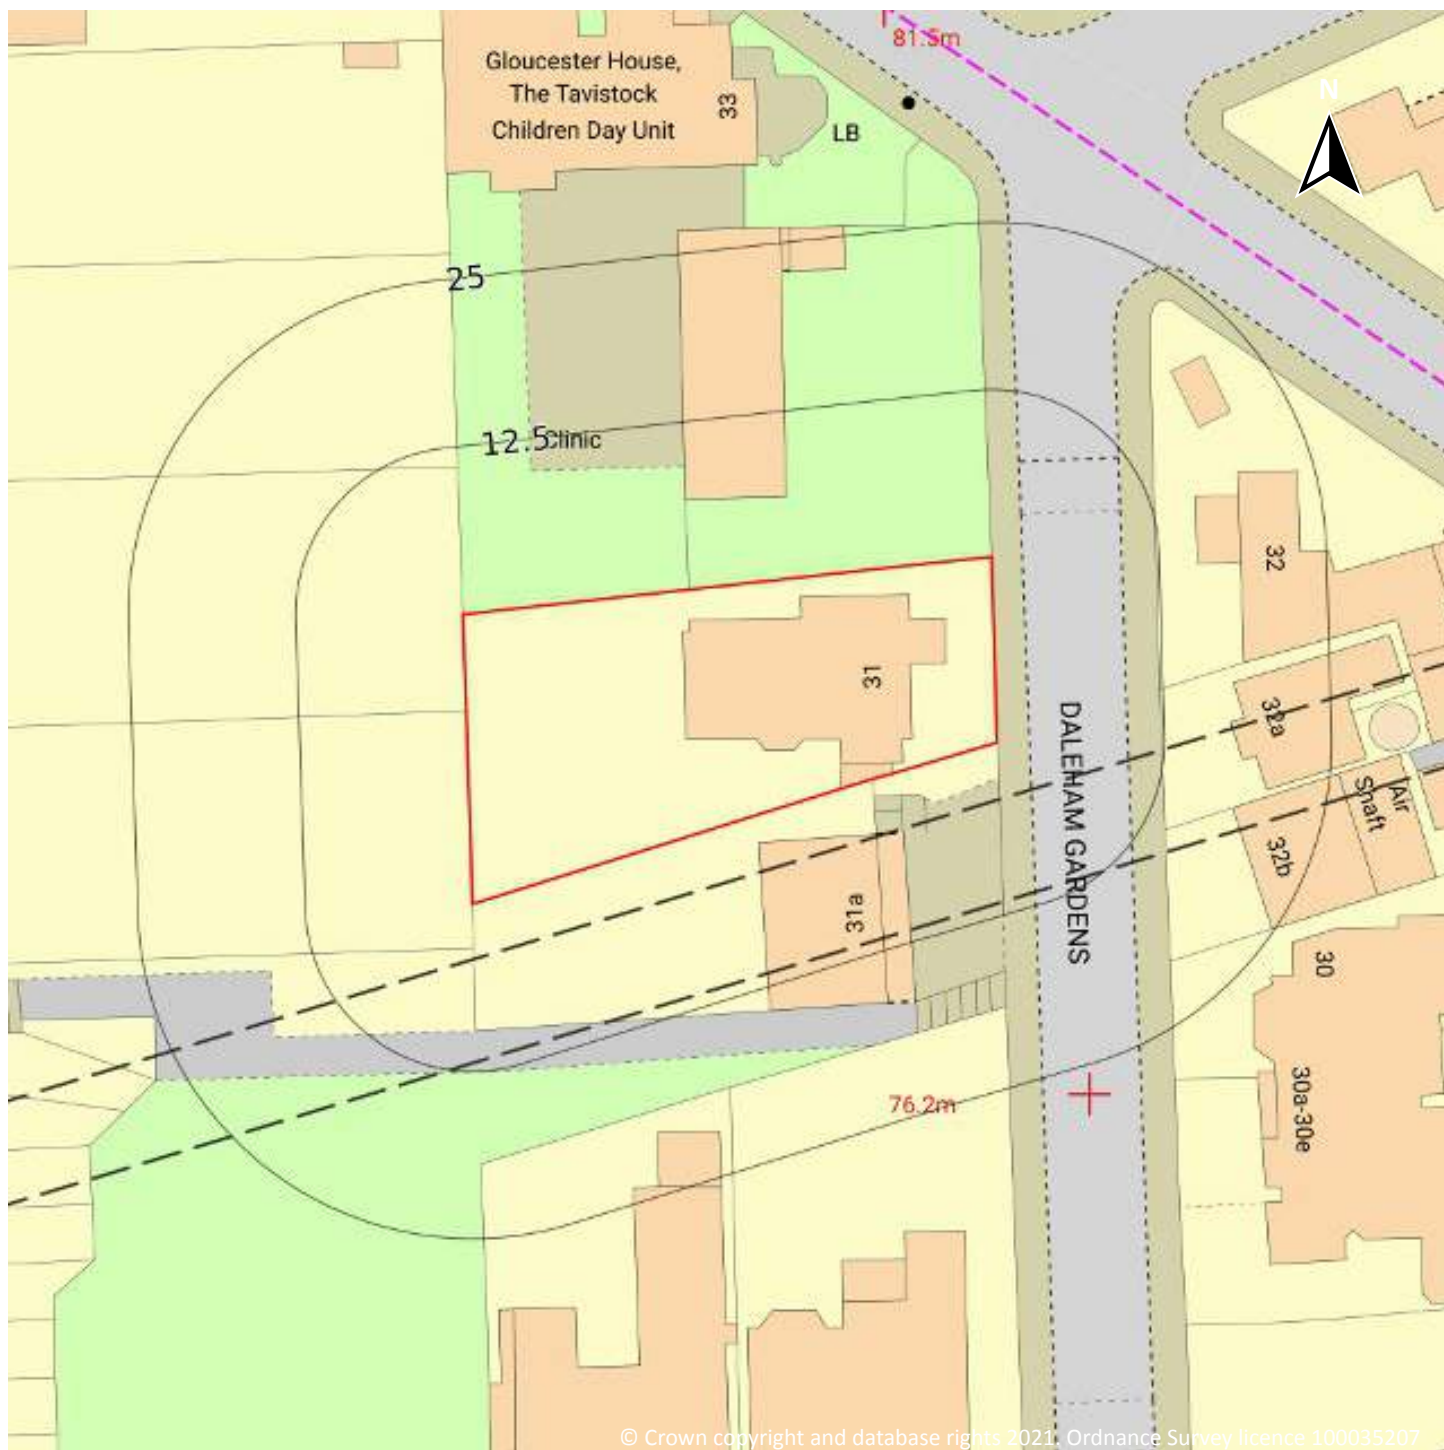 81.5m
Gloucester House,
The Tavistock
Children Day Unit
33
LB
N
25
12.5
Clinic
32
31
32a
DALEHAM GARDENS
Air
Shaft
32b
31a
30
30a-30e
76.2m
© Crown copyright and database rights 2021. Ordnance Survey licence 100035207